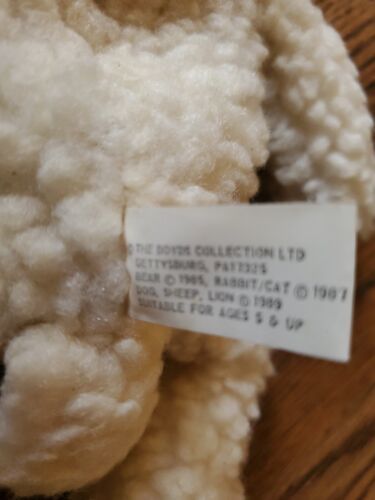 © THE BOYDS COLLECTION LTD
GETTYSBURG, PA17325
BEAR © 1985, RABBIT/CAT © 1987
DOG, SHEEP, LION © 1989
SUITABLE FOR AGES 5 & UP